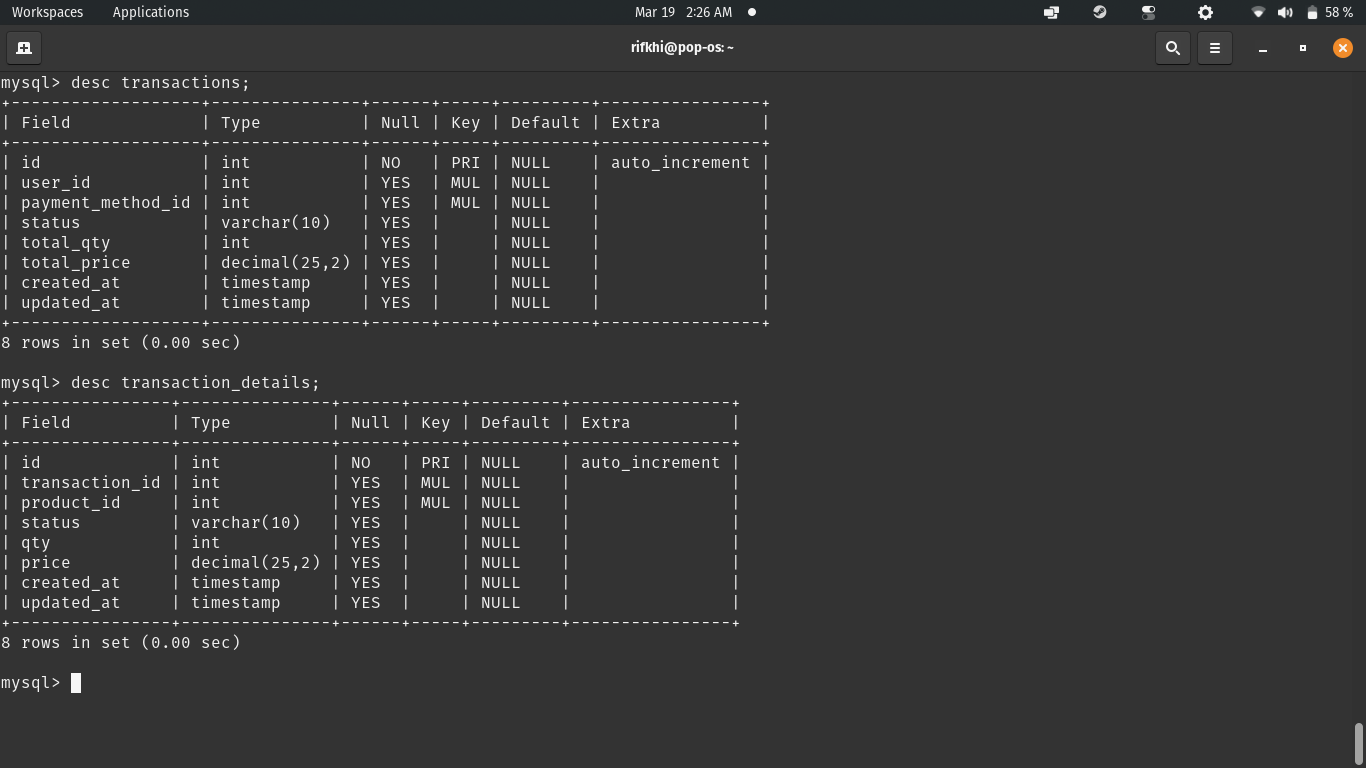 Workspaces Applications Mar 19 2:26 AM 58 %
rifkhi@pop-os: ~
mysql> desc transactions;
+-------------------+---------------+------+-----+---------+----------------+
| Field             | Type          | Null | Key | Default | Extra          |
+-------------------+---------------+------+-----+---------+----------------+
| id                | int           | NO   | PRI | NULL    | auto_increment |
| user_id           | int           | YES  | MUL | NULL    |                |
| payment_method_id | int           | YES  | MUL | NULL    |                |
| status            | varchar(10)   | YES  |     | NULL    |                |
| total_qty         | int           | YES  |     | NULL    |                |
| total_price       | decimal(25,2) | YES  |     | NULL    |                |
| created_at        | timestamp     | YES  |     | NULL    |                |
| updated_at        | timestamp     | YES  |     | NULL    |                |
+-------------------+---------------+------+-----+---------+----------------+
8 rows in set (0.00 sec)
mysql> desc transaction_details;
+----------------+---------------+------+-----+---------+----------------+
| Field          | Type          | Null | Key | Default | Extra          |
+----------------+---------------+------+-----+---------+----------------+
| id             | int           | NO   | PRI | NULL    | auto_increment |
| transaction_id | int           | YES  | MUL | NULL    |                |
| product_id     | int           | YES  | MUL | NULL    |                |
| status         | varchar(10)   | YES  |     | NULL    |                |
| qty            | int           | YES  |     | NULL    |                |
| price          | decimal(25,2) | YES  |     | NULL    |                |
| created_at     | timestamp     | YES  |     | NULL    |                |
| updated_at     | timestamp     | YES  |     | NULL    |                |
+----------------+---------------+------+-----+---------+----------------+
8 rows in set (0.00 sec)
mysql>